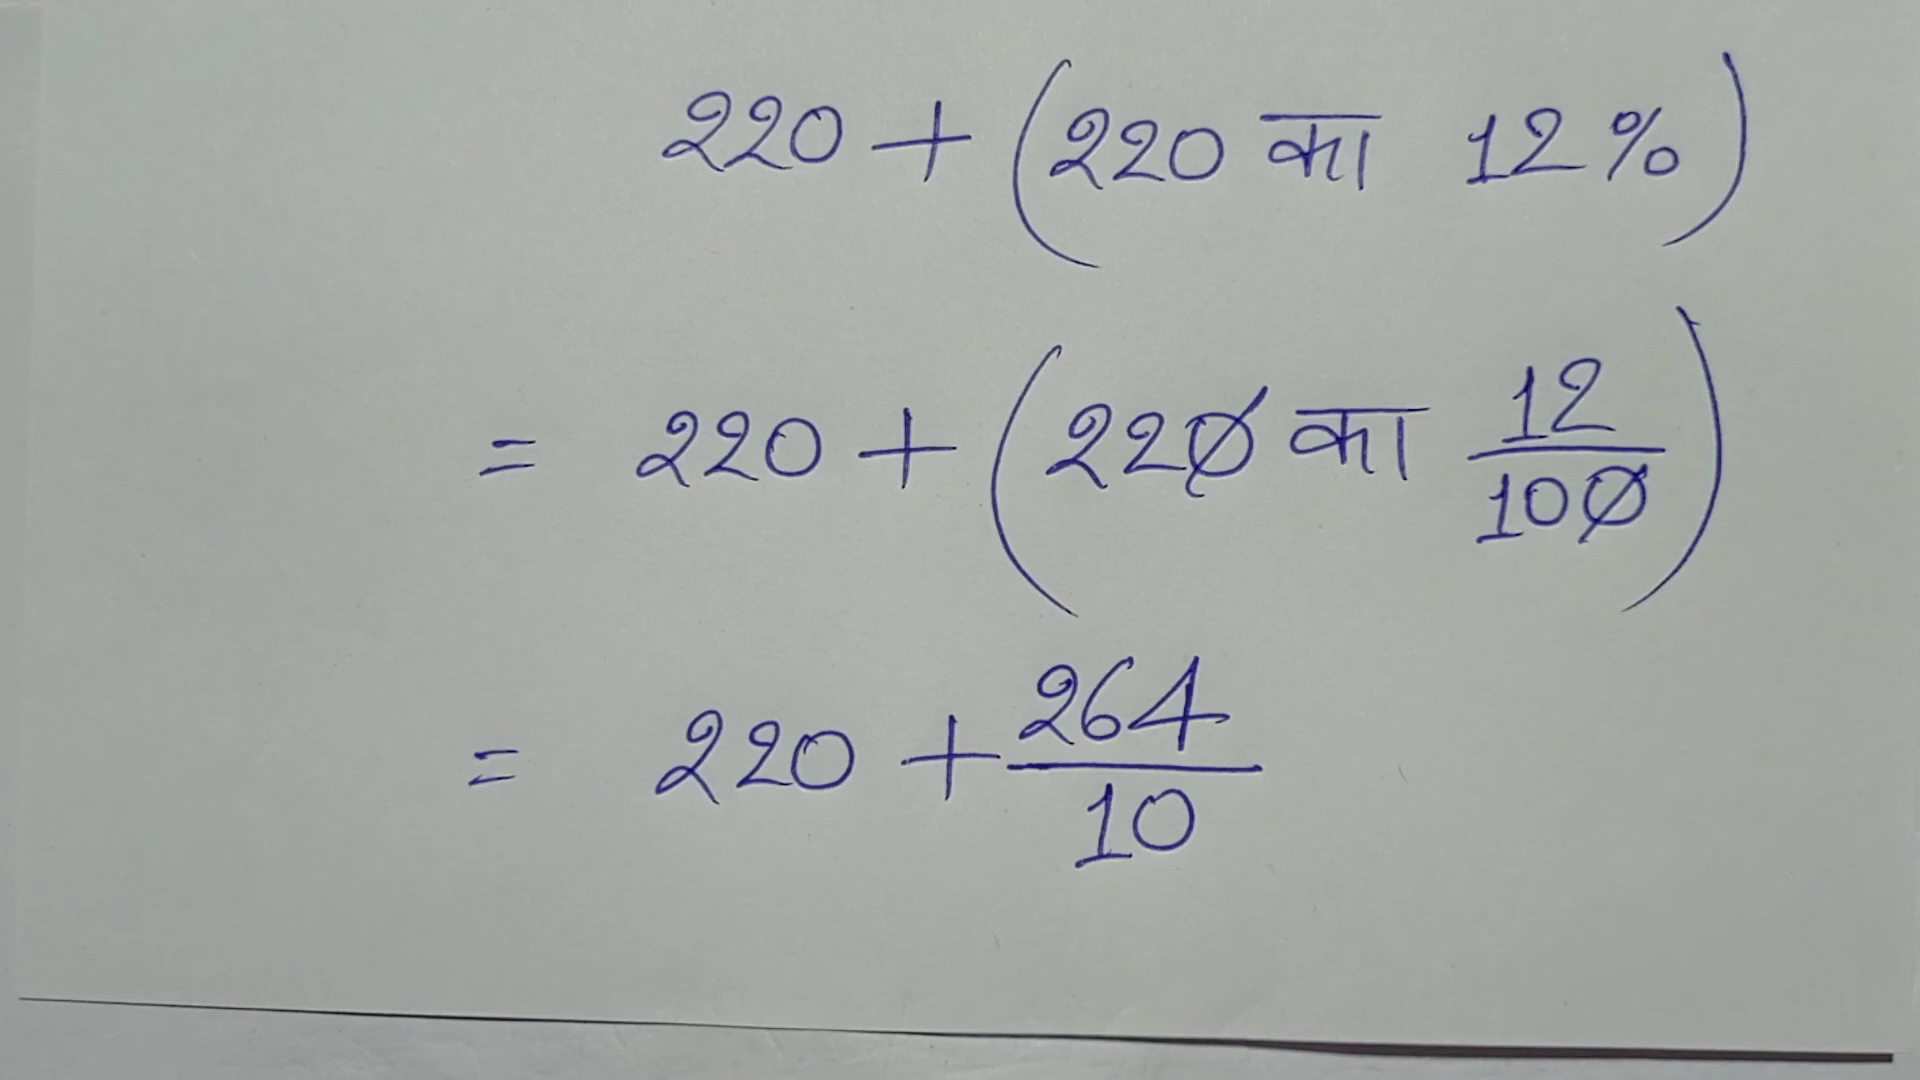 220 + (220 का 12%)
= 220 + (220 का 12/100)
= 220 + 264/10